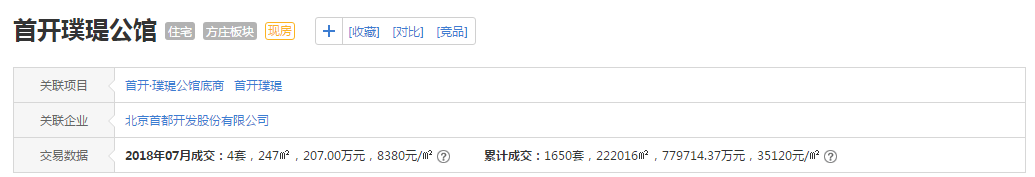 首开璞瑅公馆 住宅 方庄板块 现房 + [收藏] [对比] [竞品]
关联项目 首开·璞瑅公馆底商 首开璞瑅
关联企业 北京首都开发股份有限公司
交易数据 2018年07月成交：4套，247㎡，207.00万元，8380元/㎡ ? 累计成交：1650套，222016㎡，779714.37万元，35120元/㎡ ?